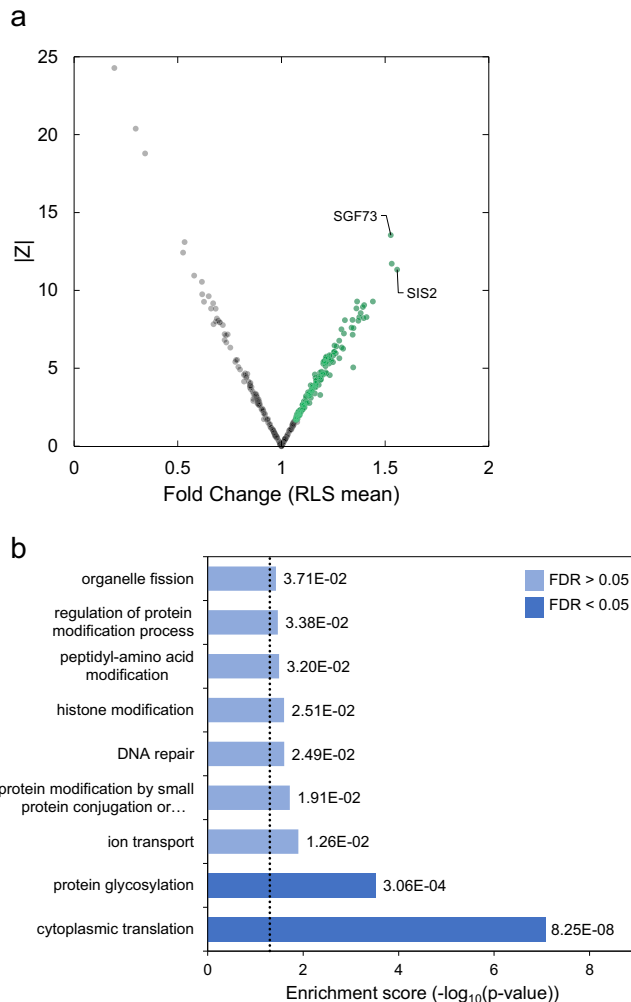 a
25
20
15
10
5
0
|Z|
SGF73
SIS2
0
0.5
1
1.5
2
Fold Change (RLS mean)
b
organelle fission
3.71E-02
FDR > 0.05
FDR < 0.05
regulation of protein
modification process
3.38E-02
peptidyl-amino acid
modification
3.20E-02
histone modification
2.51E-02
DNA repair
2.49E-02
protein modification by small
protein conjugation or…
1.91E-02
ion transport
1.26E-02
protein glycosylation
3.06E-04
cytoplasmic translation
8.25E-08
0
2
4
6
8
Enrichment score (-log10(p-value))